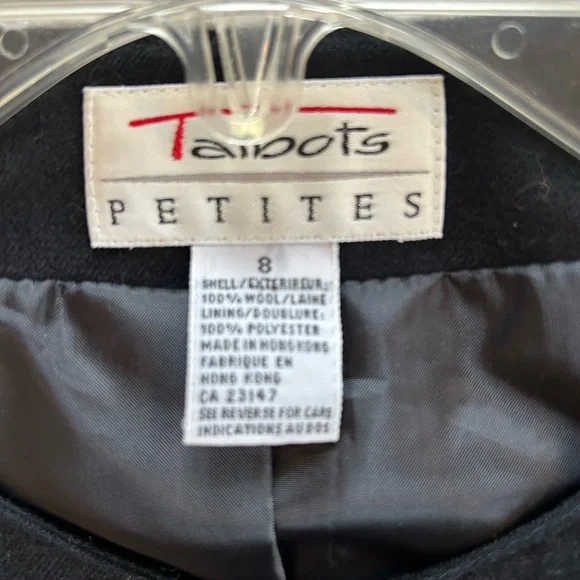 Talbots
PETITES
8
SHELL/EXTERIREUR:
100% WOOL/LAINE
LINING/DOUBLURE:
100% POLYESTER
MADE IN HONG KONG
FABRIQUE EN
HONG KONG
CA 23147
SEE REVERSE FOR CARE
INDICATIONS AU DOS